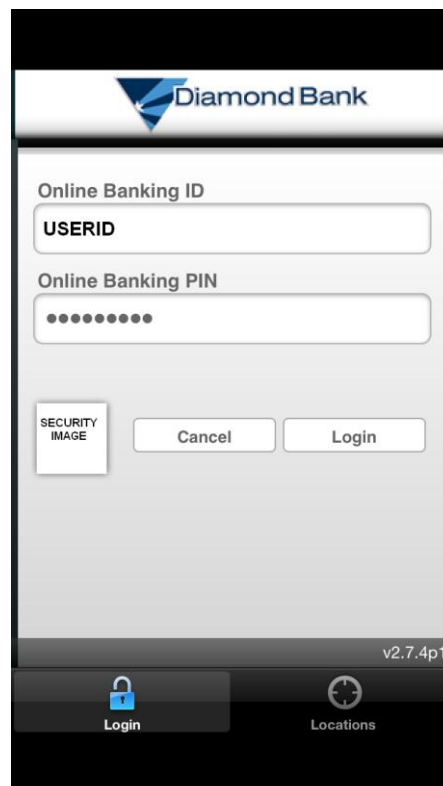 Diamond Bank
Online Banking ID
USERID
Online Banking PIN
●●●●●●●●●
SECURITY
IMAGE
Cancel
Login
v2.7.4p1
Login
Locations